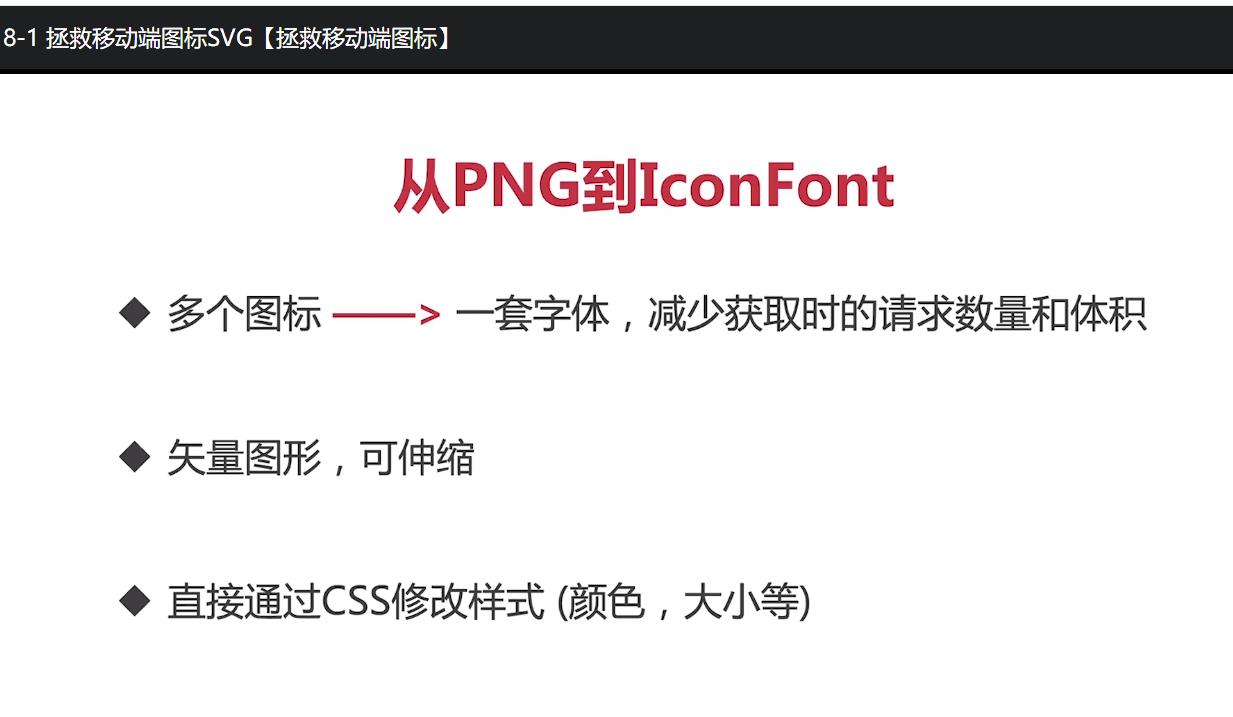 8-1 拯救移动端图标SVG【拯救移动端图标】
从PNG到IconFont
◆ 多个图标 ——> 一套字体，减少获取时的请求数量和体积
◆ 矢量图形，可伸缩
◆ 直接通过CSS修改样式 (颜色，大小等)